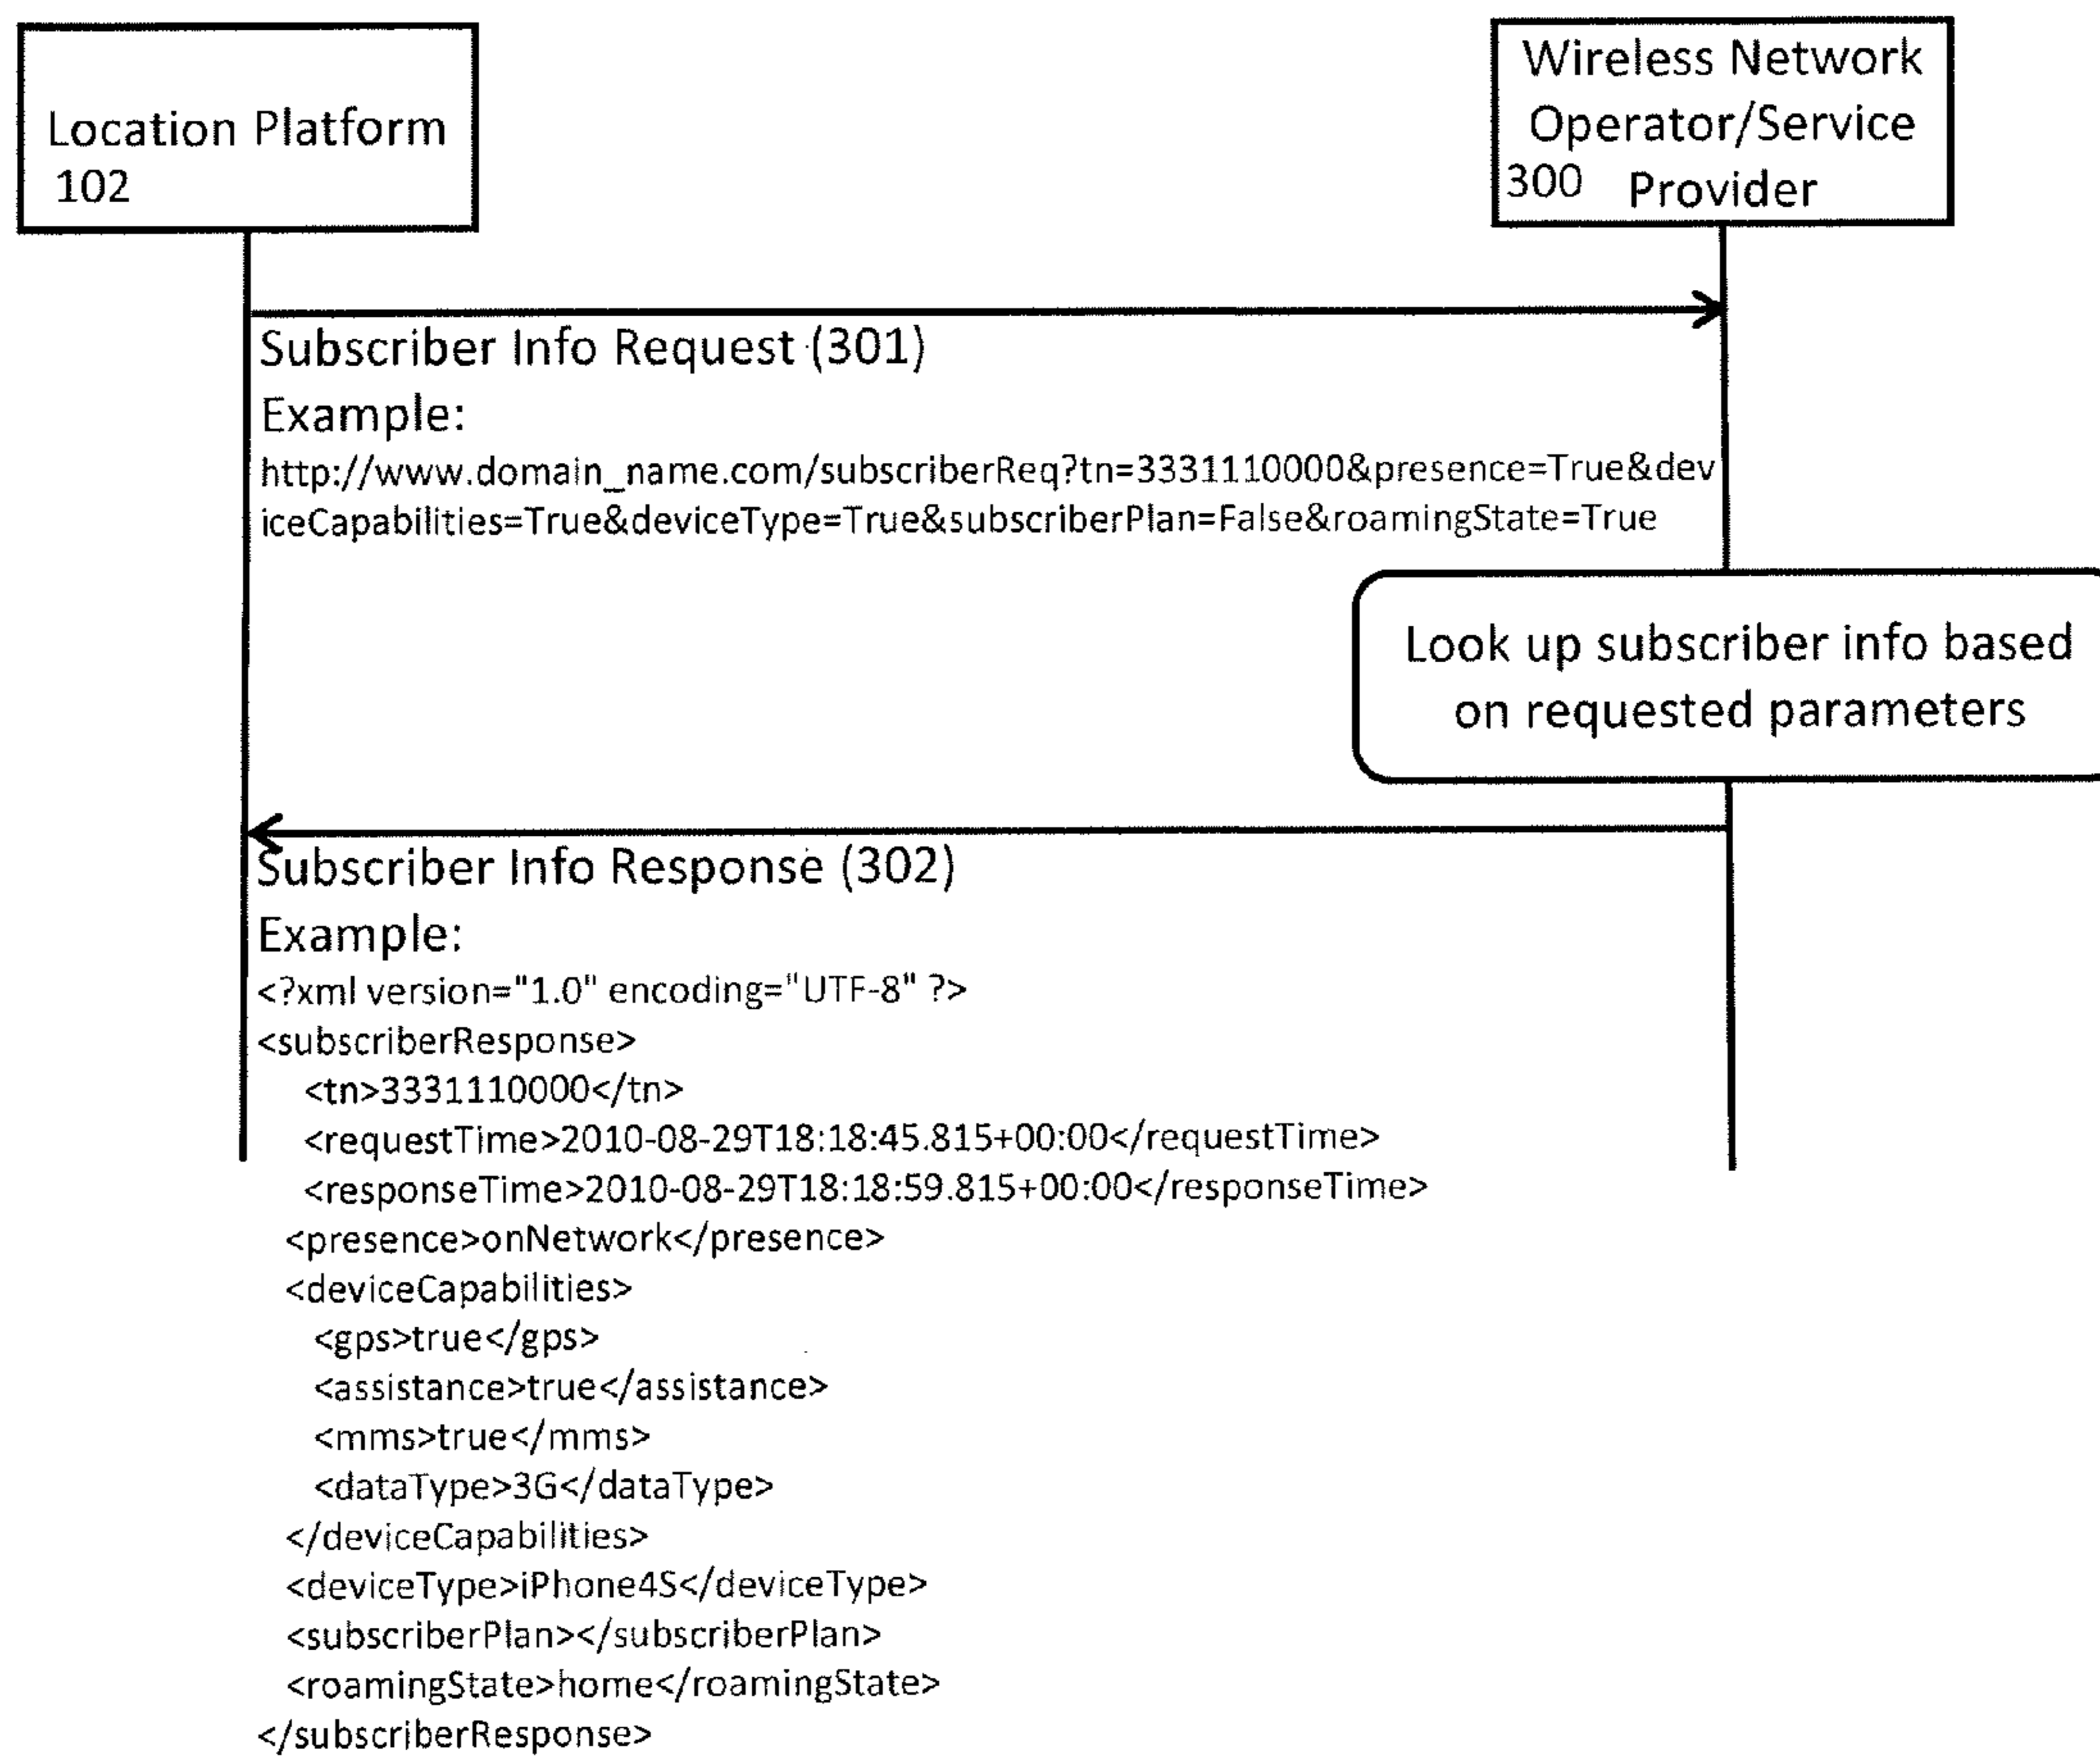 Location Platform
102
Wireless Network
Operator/Service
300 Provider
Subscriber Info Request (301)
Example:
http://www.domain_name.com/subscriberReq?tn=3331110000&presence=True&dev
iceCapabilities=True&deviceType=True&subscriberPlan=False&roamingState=True
Look up subscriber info based
on requested parameters
Subscriber Info Response (302)
Example:
<?xml version="1.0" encoding="UTF-8" ?>
<subscriberResponse>
<tn>3331110000</tn>
<requestTime>2010-08-29T18:18:45.815+00:00</requestTime>
<responseTime>2010-08-29T18:18:59.815+00:00</responseTime>
<presence>onNetwork</presence>
<deviceCapabilities>
<gps>true</gps>
<assistance>true</assistance>
<mms>true</mms>
<dataType>3G</dataType>
</deviceCapabilities>
<deviceType>iPhone4S</deviceType>
<subscriberPlan></subscriberPlan>
<roamingState>home</roamingState>
</subscriberResponse>